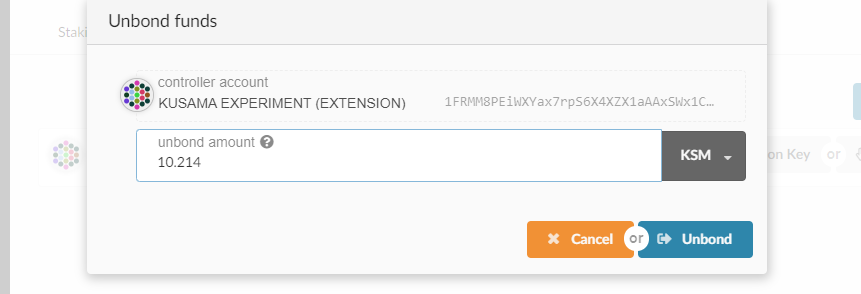 Unbond funds
Staki
controller account
KUSAMA EXPERIMENT (EXTENSION) 1FRMM8PEiWXYax7rpS6X4XZX1aAAxSWx1C…
unbond amount
10.214
KSM
on Key or
Cancel or Unbond